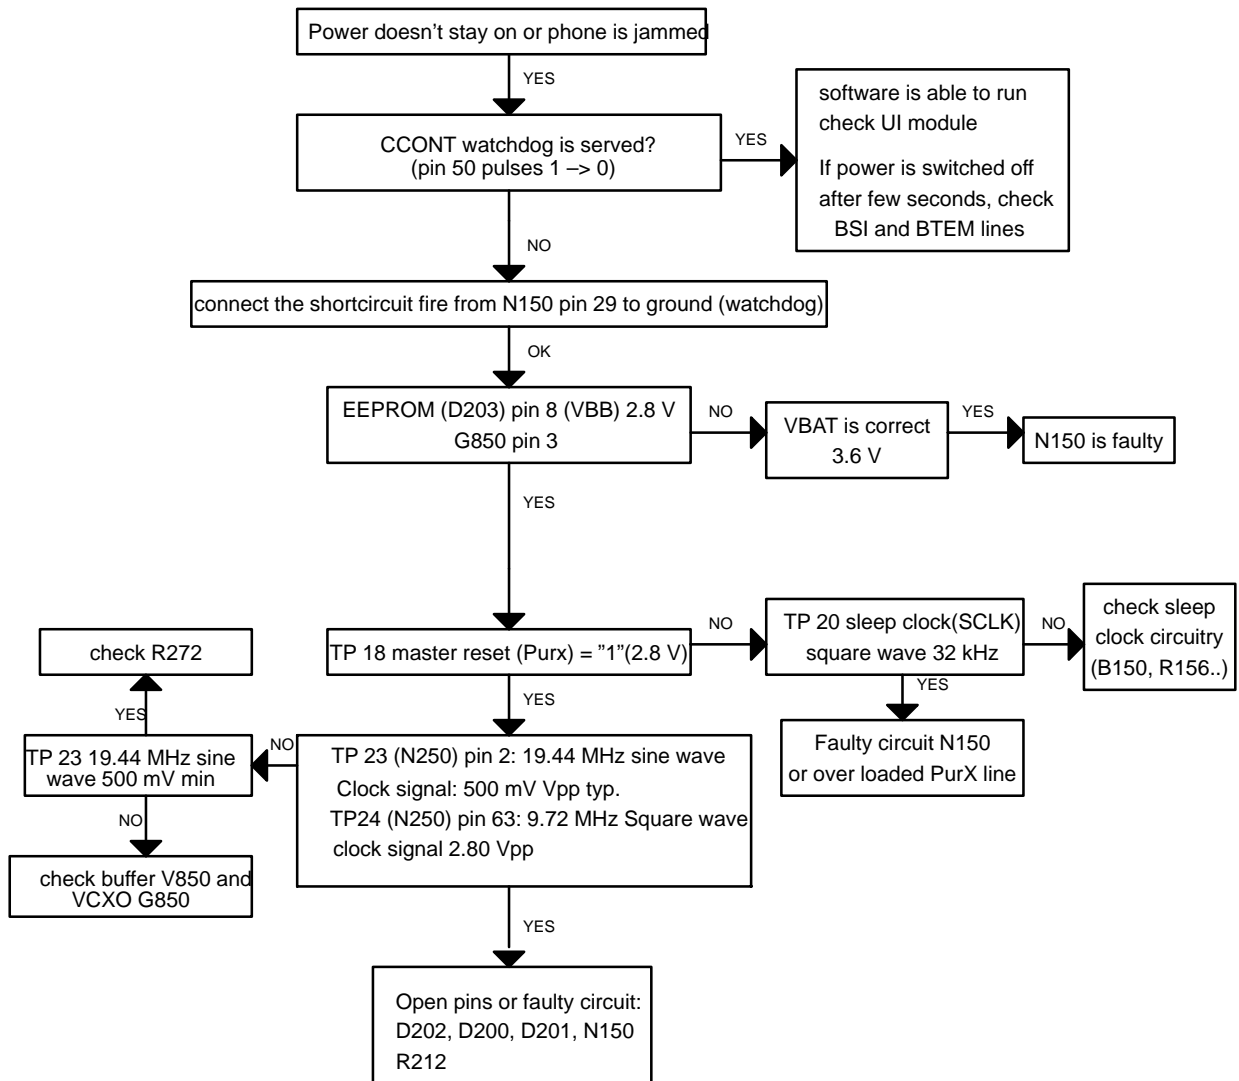 Power doesn't stay on or phone is jammed
YES
CCONT watchdog is served?
(pin 50 pulses 1 –> 0)
YES
software is able to run
check UI module
If power is switched off
after few seconds, check
BSI and BTEM lines
NO
connect the shortcircuit fire from N150 pin 29 to ground (watchdog)
OK
EEPROM (D203) pin 8 (VBB) 2.8 V
G850 pin 3
NO
VBAT is correct
3.6 V
YES
N150 is faulty
YES
TP 18 master reset (Purx) = ”1”(2.8 V)
NO
TP 20 sleep clock(SCLK)
square wave 32 kHz
NO
check sleep
clock circuitry
(B150, R156..)
YES
Faulty circuit N150
or over loaded PurX line
YES
TP 23 (N250) pin 2: 19.44 MHz sine wave
Clock signal: 500 mV Vpp typ.
TP24 (N250) pin 63: 9.72 MHz Square wave
clock signal 2.80 Vpp
NO
TP 23 19.44 MHz sine
wave 500 mV min
YES
check R272
NO
check buffer V850 and
VCXO G850
YES
Open pins or faulty circuit:
D202, D200, D201, N150
R212